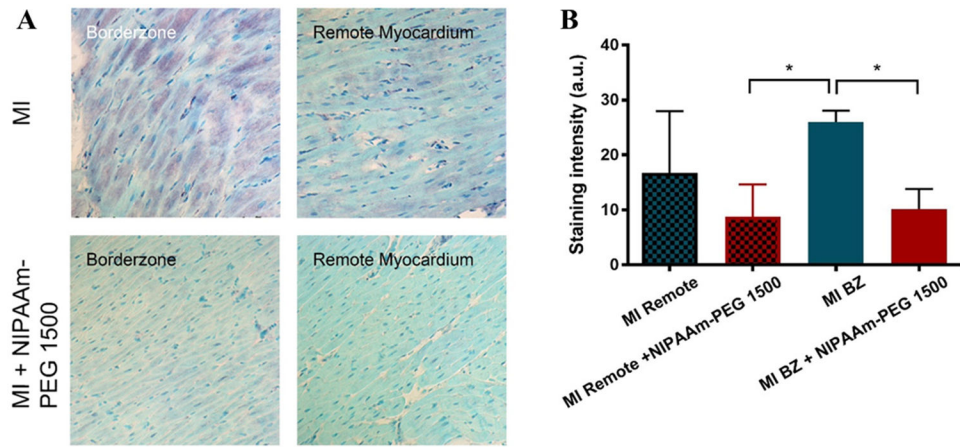 A
Borderzone
Remote Myocardium
MI
Borderzone
Remote Myocardium
MI + NIPAAm-
PEG 1500
B
Staining intensity (a.u.)
40
30
20
10
0
*
*
MI Remote
MI Remote +NIPAAm-PEG 1500
MI BZ
MI BZ + NIPAAm-PEG 1500